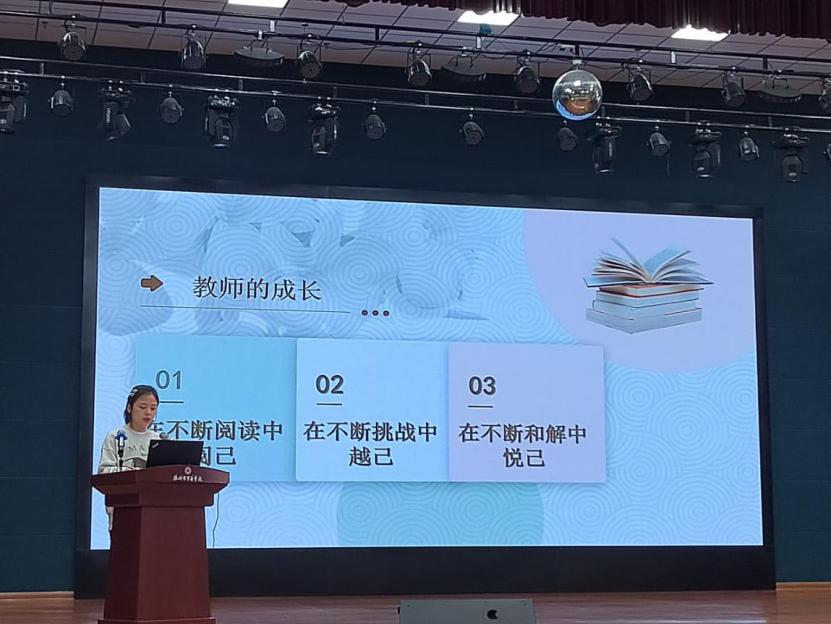 教师的成长
01
在不断阅读中
己
02
在不断挑战中
越己
03
在不断和解中
悦己